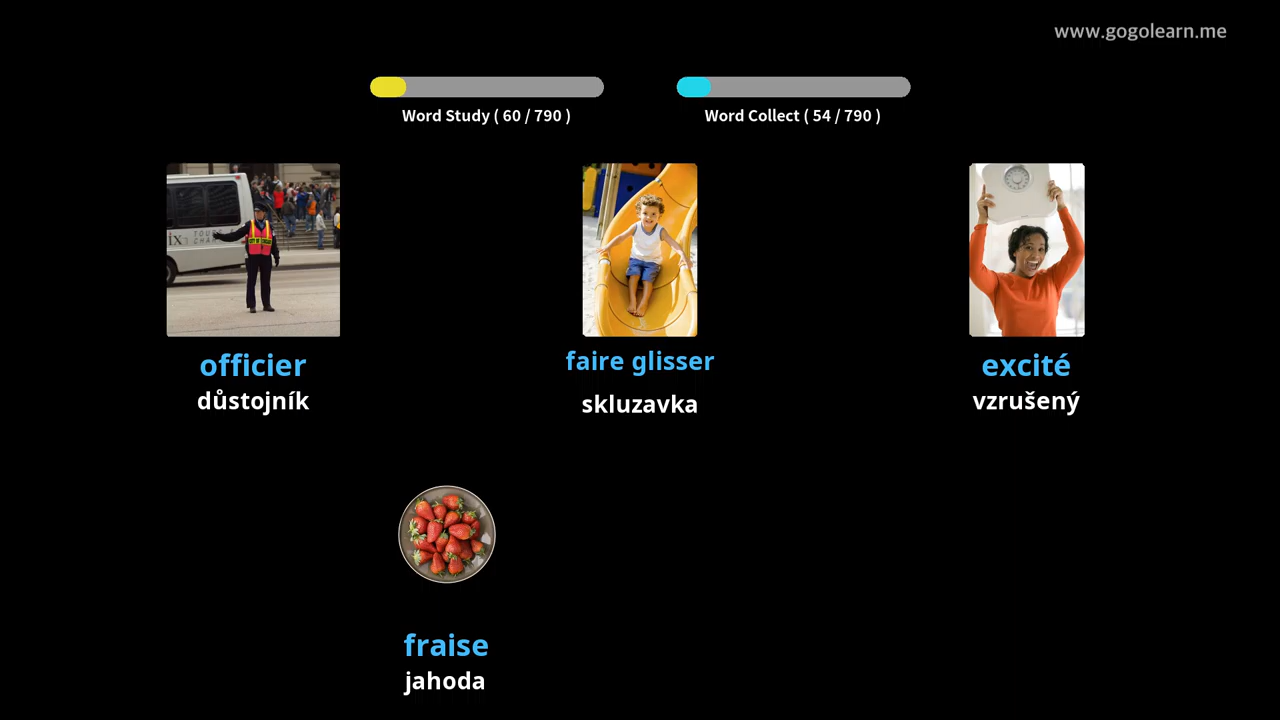 www.gogolearn.me
Word Study ( 60 / 790 )
Word Collect ( 54 / 790 )
officier
důstojník
faire glisser
skluzavka
excité
vzrušený
fraise
jahoda